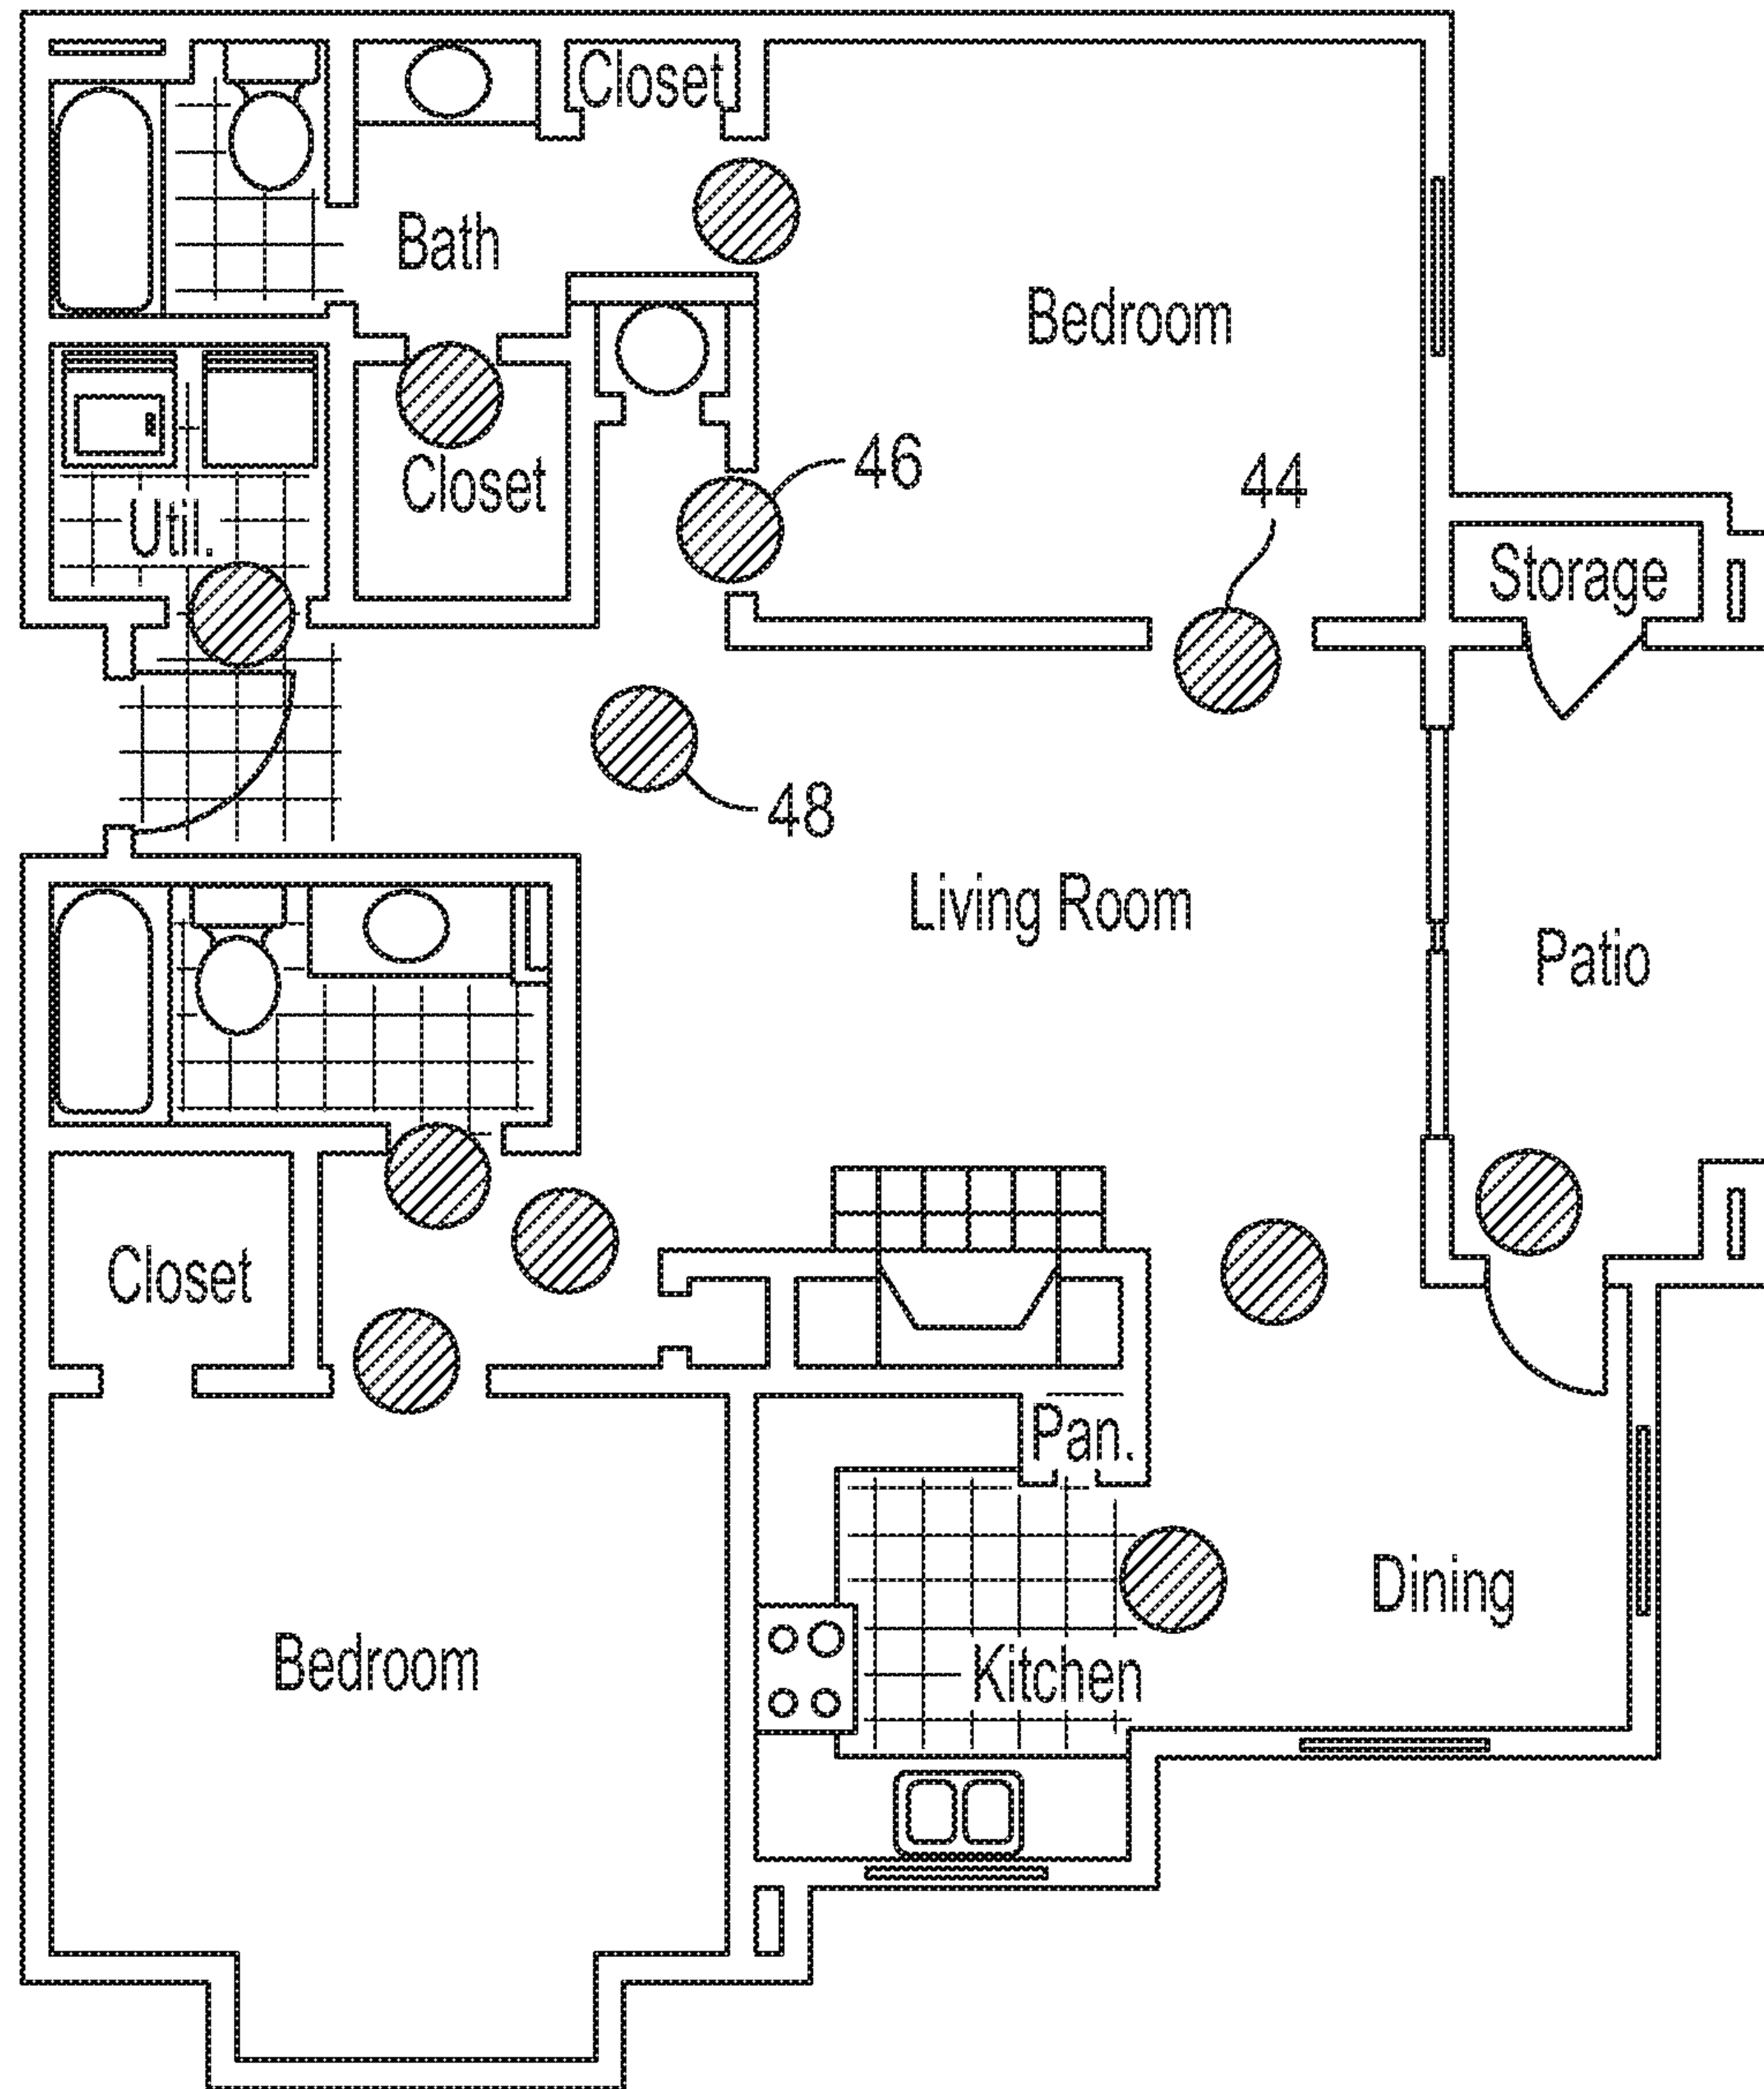 Closet
Bath
Bedroom
46
44
Closet
Util.
Storage
48
Living Room
Patio
Closet
Pan.
Dining
Bedroom
Kitchen